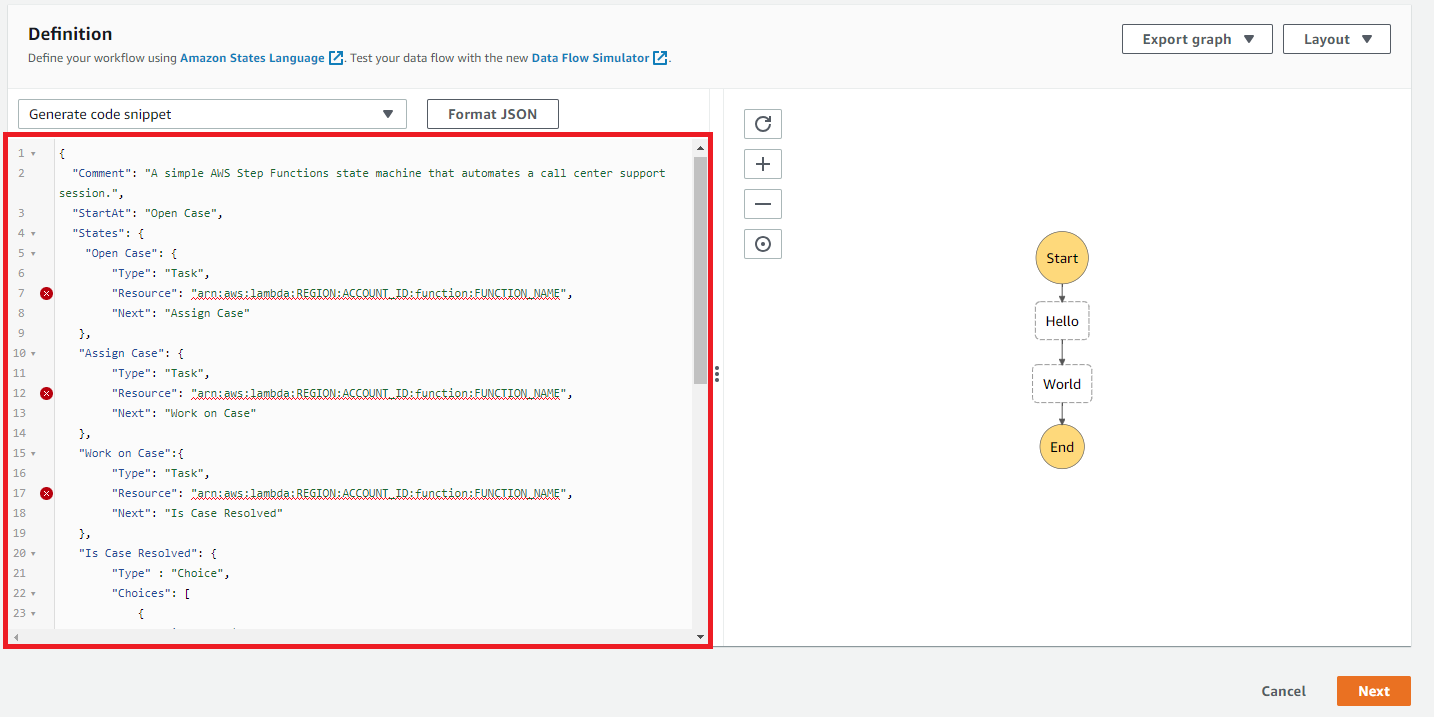 Definition
Define your workflow using Amazon States Language. Test your data flow with the new Data Flow Simulator.
Export graph
Layout
Generate code snippet
Format JSON
1 {
2 "Comment": "A simple AWS Step Functions state machine that automates a call center support
session.",
3 "StartAt": "Open Case",
4 "States": {
5 "Open Case": {
6 "Type": "Task",
7 "Resource": "arn:aws:lambda:REGION:ACCOUNT_ID:function:FUNCTION_NAME",
8 "Next": "Assign Case"
9 },
10 "Assign Case": {
11 "Type": "Task",
12 "Resource": "arn:aws:lambda:REGION:ACCOUNT_ID:function:FUNCTION_NAME",
13 "Next": "Work on Case"
14 },
15 "Work on Case":{
16 "Type": "Task",
17 "Resource": "arn:aws:lambda:REGION:ACCOUNT_ID:function:FUNCTION_NAME",
18 "Next": "Is Case Resolved"
19 },
20 "Is Case Resolved": {
21 "Type" : "Choice",
22 "Choices": [
23 {
Start
Hello
World
End
Cancel
Next